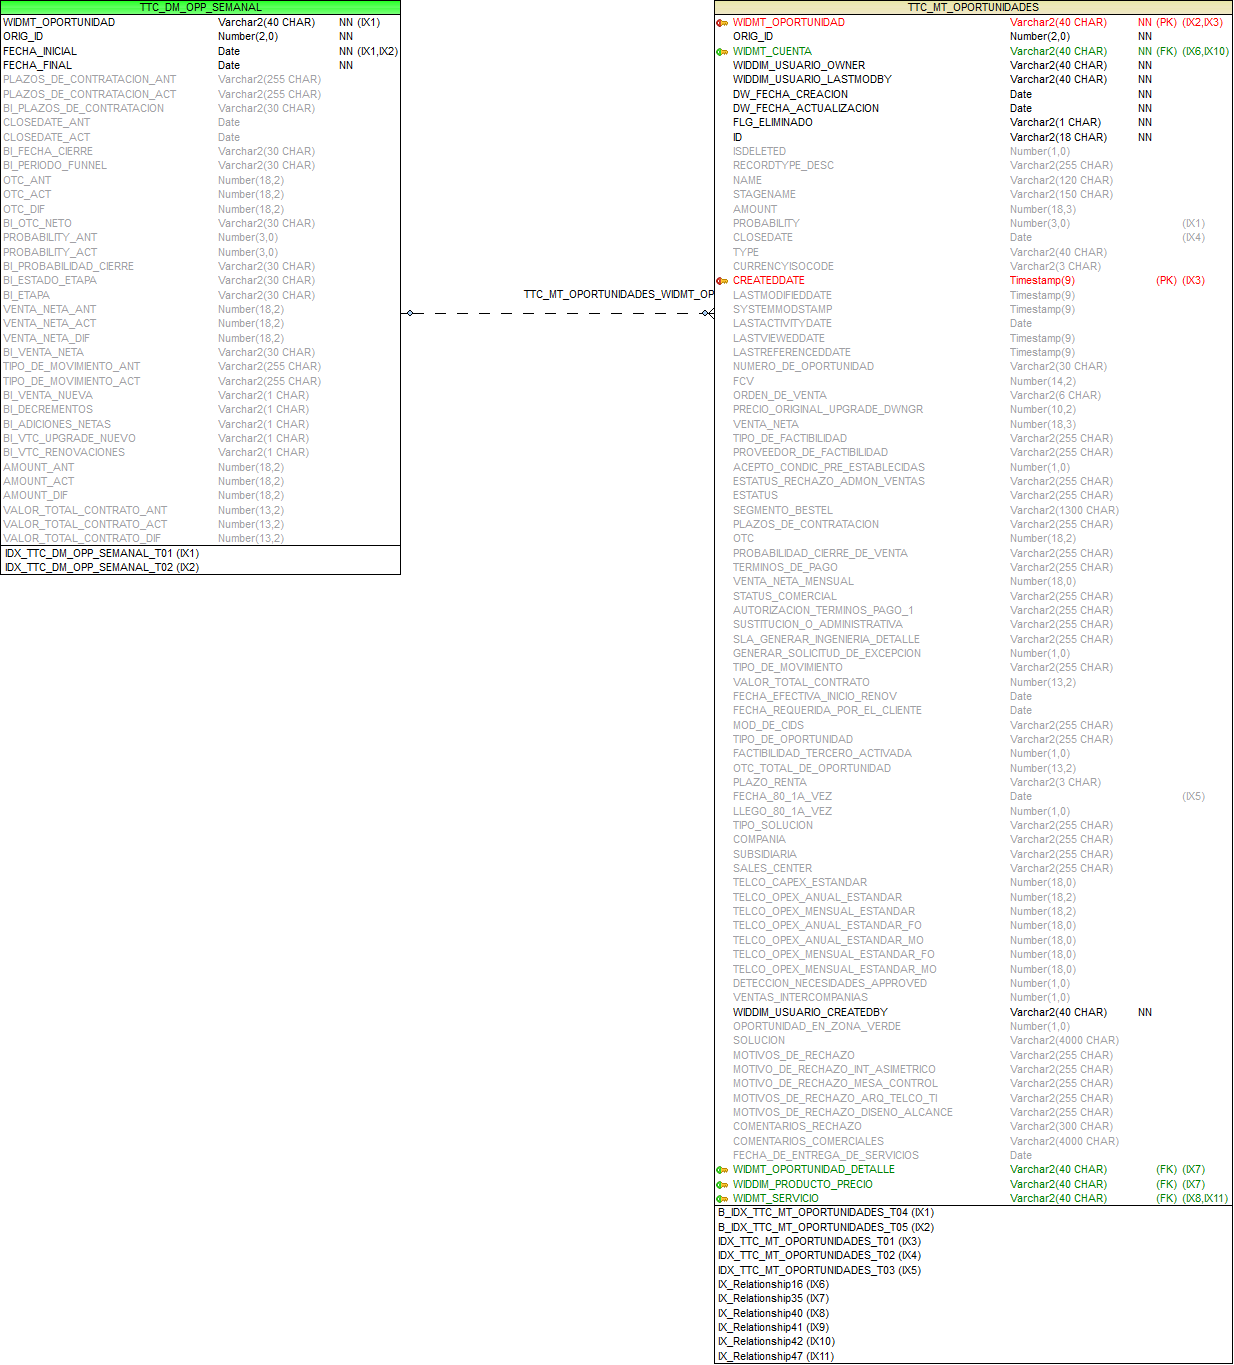 TTC_DM_OPP_SEMANAL
WIDMT_OPORTUNIDAD Varchar2(40 CHAR) NN (IX1)
ORIG_ID Number(2,0) NN
FECHA_INICIAL Date NN (IX1,IX2)
FECHA_FINAL Date NN
PLAZOS_DE_CONTRATACION_ANT Varchar2(255 CHAR)
PLAZOS_DE_CONTRATACION_ACT Varchar2(255 CHAR)
BI_PLAZOS_DE_CONTRATACION Varchar2(30 CHAR)
CLOSEDATE_ANT Date
CLOSEDATE_ACT Date
BI_FECHA_CIERRE Varchar2(30 CHAR)
BI_PERIODO_FUNNEL Varchar2(30 CHAR)
OTC_ANT Number(18,2)
OTC_ACT Number(18,2)
OTC_DIF Number(18,2)
BI_OTC_NETO Varchar2(30 CHAR)
PROBABILITY_ANT Number(3,0)
PROBABILITY_ACT Number(3,0)
BI_PROBABILIDAD_CIERRE Varchar2(30 CHAR)
BI_ESTADO_ETAPA Varchar2(30 CHAR)
BI_ETAPA Varchar2(30 CHAR)
VENTA_NETA_ANT Number(18,2)
VENTA_NETA_ACT Number(18,2)
VENTA_NETA_DIF Number(18,2)
BI_VENTA_NETA Varchar2(30 CHAR)
TIPO_DE_MOVIMIENTO_ANT Varchar2(255 CHAR)
TIPO_DE_MOVIMIENTO_ACT Varchar2(255 CHAR)
BI_VENTA_NUEVA Varchar2(1 CHAR)
BI_DECREMENTOS Varchar2(1 CHAR)
BI_ADICIONES_NETAS Varchar2(1 CHAR)
BI_VTC_UPGRADE_NUEVO Varchar2(1 CHAR)
BI_VTC_RENOVACIONES Varchar2(1 CHAR)
AMOUNT_ANT Number(18,2)
AMOUNT_ACT Number(18,2)
AMOUNT_DIF Number(18,2)
VALOR_TOTAL_CONTRATO_ANT Number(13,2)
VALOR_TOTAL_CONTRATO_ACT Number(13,2)
VALOR_TOTAL_CONTRATO_DIF Number(13,2)
IDX_TTC_DM_OPP_SEMANAL_T01 (IX1)
IDX_TTC_DM_OPP_SEMANAL_T02 (IX2)
TTC_MT_OPORTUNIDADES_WIDMT_OP
TTC_MT_OPORTUNIDADES
WIDMT_OPORTUNIDAD Varchar2(40 CHAR) NN (PK) (IX2,IX3)
ORIG_ID Number(2,0) NN
WIDMT_CUENTA Varchar2(40 CHAR) NN (FK) (IX6,IX10)
WIDDIM_USUARIO_OWNER Varchar2(40 CHAR) NN
WIDDIM_USUARIO_LASTMODBY Varchar2(40 CHAR) NN
DW_FECHA_CREACION Date NN
DW_FECHA_ACTUALIZACION Date NN
FLG_ELIMINADO Varchar2(1 CHAR) NN
ID Varchar2(18 CHAR) NN
ISDELETED Number(1,0)
RECORDTYPE_DESC Varchar2(255 CHAR)
NAME Varchar2(120 CHAR)
STAGENAME Varchar2(150 CHAR)
AMOUNT Number(18,3)
PROBABILITY Number(3,0) (IX1)
CLOSEDATE Date (IX4)
TYPE Varchar2(40 CHAR)
CURRENCYISOCODE Varchar2(3 CHAR)
CREATEDDATE Timestamp(9) (PK) (IX3)
LASTMODIFIEDDATE Timestamp(9)
SYSTEMMODSTAMP Timestamp(9)
LASTACTIVITYDATE Date
LASTVIEWEDDATE Timestamp(9)
LASTREFERENCEDDATE Timestamp(9)
NUMERO_DE_OPORTUNIDAD Varchar2(30 CHAR)
FCV Number(14,2)
ORDEN_DE_VENTA Varchar2(6 CHAR)
PRECIO_ORIGINAL_UPGRADE_DWNGR Number(10,2)
VENTA_NETA Number(18,3)
TIPO_DE_FACTIBILIDAD Varchar2(255 CHAR)
PROVEEDOR_DE_FACTIBILIDAD Varchar2(255 CHAR)
ACEPTO_CONDIC_PRE_ESTABLECIDAS Number(1,0)
ESTATUS_RECHAZO_ADMON_VENTAS Varchar2(255 CHAR)
ESTATUS Varchar2(255 CHAR)
SEGMENTO_BESTEL Varchar2(1300 CHAR)
PLAZOS_DE_CONTRATACION Varchar2(255 CHAR)
OTC Number(18,2)
PROBABILIDAD_CIERRE_DE_VENTA Varchar2(255 CHAR)
TERMINOS_DE_PAGO Varchar2(255 CHAR)
VENTA_NETA_MENSUAL Number(18,0)
STATUS_COMERCIAL Varchar2(255 CHAR)
AUTORIZACION_TERMINOS_PAGO_1 Varchar2(255 CHAR)
SUSTITUCION_O_ADMINISTRATIVA Varchar2(255 CHAR)
SLA_GENERAR_INGENIERIA_DETALLE Varchar2(255 CHAR)
GENERAR_SOLICITUD_DE_EXCEPCION Number(1,0)
TIPO_DE_MOVIMIENTO Varchar2(255 CHAR)
VALOR_TOTAL_CONTRATO Number(13,2)
FECHA_EFECTIVA_INICIO_RENOV Date
FECHA_REQUERIDA_POR_EL_CLIENTE Date
MOD_DE_CIDS Varchar2(255 CHAR)
TIPO_DE_OPORTUNIDAD Varchar2(255 CHAR)
FACTIBILIDAD_TERCERO_ACTIVADA Number(1,0)
OTC_TOTAL_DE_OPORTUNIDAD Number(13,2)
PLAZO_RENTA Varchar2(3 CHAR)
FECHA_80_1A_VEZ Date (IX5)
LLEGO_80_1A_VEZ Number(1,0)
TIPO_SOLUCION Varchar2(255 CHAR)
COMPANIA Varchar2(255 CHAR)
SUBSIDIARIA Varchar2(255 CHAR)
SALES_CENTER Varchar2(255 CHAR)
TELCO_CAPEX_ESTANDAR Number(18,0)
TELCO_OPEX_ANUAL_ESTANDAR Number(18,2)
TELCO_OPEX_MENSUAL_ESTANDAR Number(18,2)
TELCO_OPEX_ANUAL_ESTANDAR_FO Number(18,0)
TELCO_OPEX_ANUAL_ESTANDAR_MO Number(18,0)
TELCO_OPEX_MENSUAL_ESTANDAR_FO Number(18,0)
TELCO_OPEX_MENSUAL_ESTANDAR_MO Number(18,0)
DETECCION_NECESIDADES_APPROVED Number(1,0)
VENTAS_INTERCOMPANIAS Number(1,0)
WIDDIM_USUARIO_CREATEDBY Varchar2(40 CHAR) NN
OPORTUNIDAD_EN_ZONA_VERDE Number(1,0)
SOLUCION Varchar2(4000 CHAR)
MOTIVOS_DE_RECHAZO Varchar2(255 CHAR)
MOTIVO_DE_RECHAZO_INT_ASIMETRICO Varchar2(255 CHAR)
MOTIVO_DE_RECHAZO_MESA_CONTROL Varchar2(255 CHAR)
MOTIVOS_DE_RECHAZO_ARQ_TELCO_TI Varchar2(255 CHAR)
MOTIVOS_DE_RECHAZO_DISENO_ALCANCE Varchar2(255 CHAR)
COMENTARIOS_RECHAZO Varchar2(300 CHAR)
COMENTARIOS_COMERCIALES Varchar2(4000 CHAR)
FECHA_DE_ENTREGA_DE_SERVICIOS Date
WIDMT_OPORTUNIDAD_DETALLE Varchar2(40 CHAR) (FK) (IX7)
WIDDIM_PRODUCTO_PRECIO Varchar2(40 CHAR) (FK) (IX7)
WIDMT_SERVICIO Varchar2(40 CHAR) (FK) (IX8,IX11)
B_IDX_TTC_MT_OPORTUNIDADES_T04 (IX1)
B_IDX_TTC_MT_OPORTUNIDADES_T05 (IX2)
IDX_TTC_MT_OPORTUNIDADES_T01 (IX3)
IDX_TTC_MT_OPORTUNIDADES_T02 (IX4)
IDX_TTC_MT_OPORTUNIDADES_T03 (IX5)
IX_Relationship16 (IX6)
IX_Relationship35 (IX7)
IX_Relationship40 (IX8)
IX_Relationship41 (IX9)
IX_Relationship42 (IX10)
IX_Relationship47 (IX11)